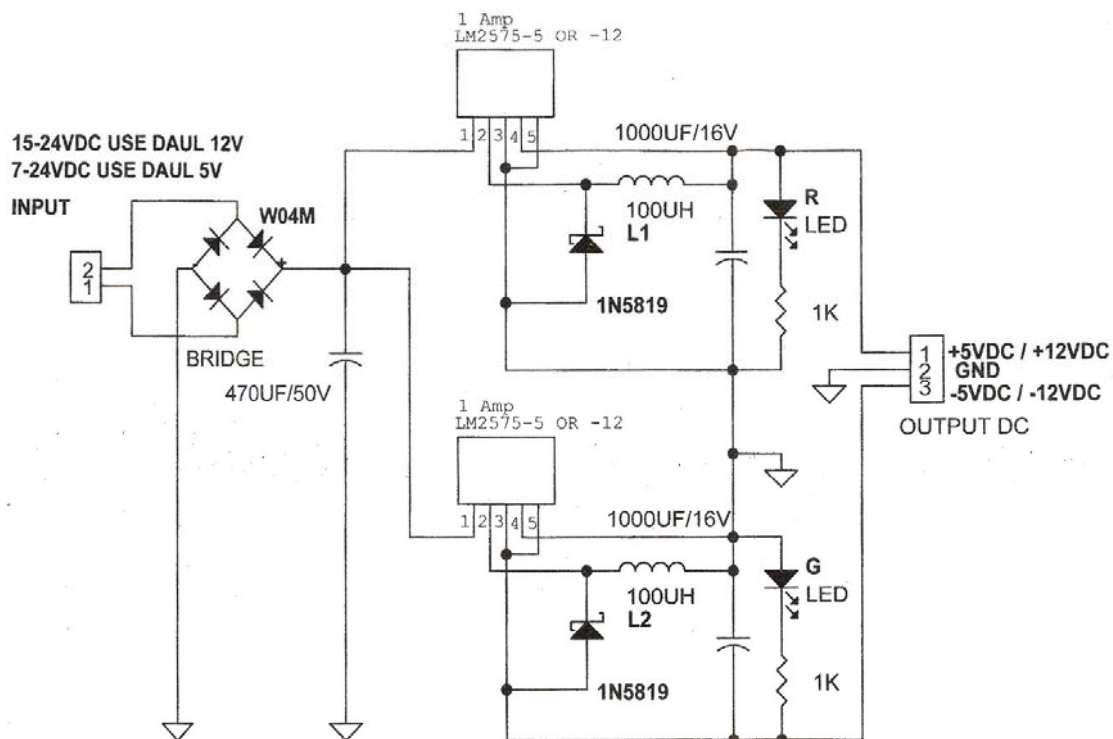 1 Amp
LM2575-5 OR -12
1 2 3 4 5
1000UF/16V
15-24VDC USE DAUL 12V
7-24VDC USE DAUL 5V
INPUT
W04M
2
1
-
+
BRIDGE
470UF/50V
100UH
L1
1N5819
R
LED
1K
1 +5VDC / +12VDC
2 GND
3 -5VDC / -12VDC
OUTPUT DC
1 Amp
LM2575-5 OR -12
1 2 3 4 5
1000UF/16V
100UH
L2
1N5819
G
LED
1K